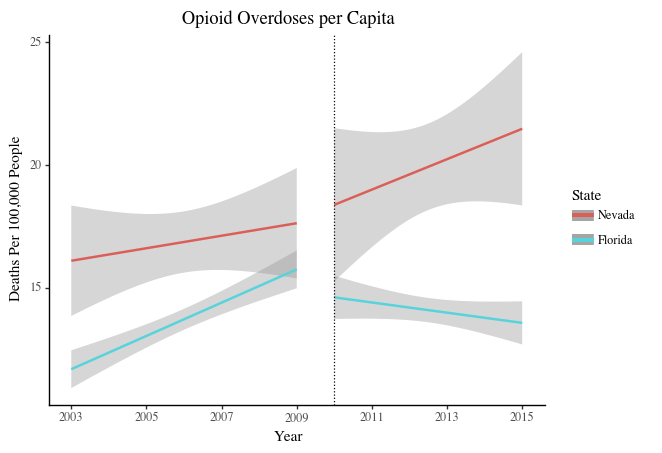 Opioid Overdoses per Capita
Deaths Per 100,000 People
25
20
15
2003 2005 2007 2009 2011 2013 2015
Year
State
Nevada
Florida